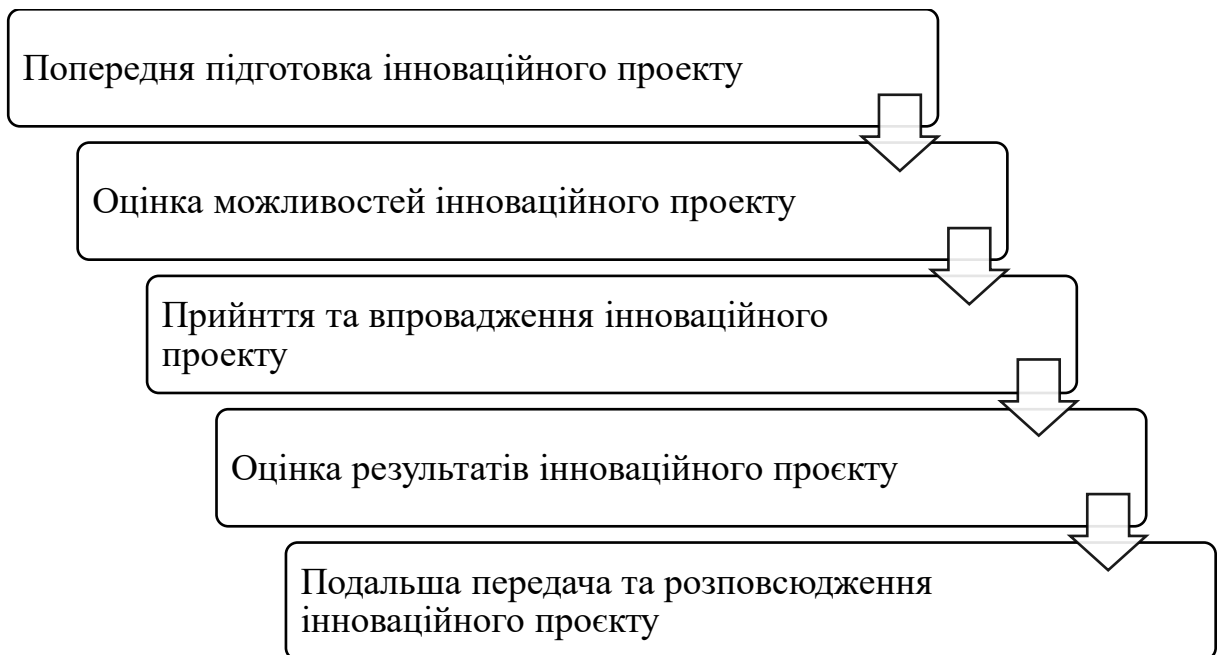 Попередня підготовка інноваційного проекту
Оцінка можливостей інноваційного проекту
Прийнття та впровадження інноваційного
проекту
Оцінка результатів інноваційного проєкту
Подальша передача та розповсюдження
інноваційного проєкту